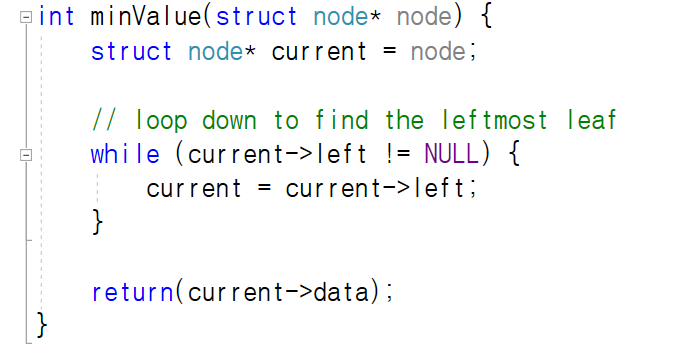 int minValue(struct node* node) {
    struct node* current = node;

    // loop down to find the leftmost leaf
    while (current->left != NULL) {
        current = current->left;
    }

    return(current->data);
}